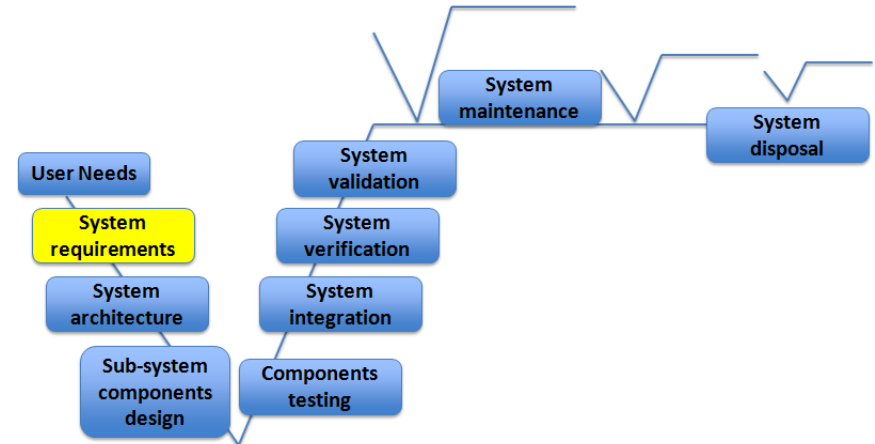 User Needs
System
requirements
System
architecture
Sub-system
components
design
Components
testing
System
integration
System
verification
System
validation
System
maintenance
System
disposal